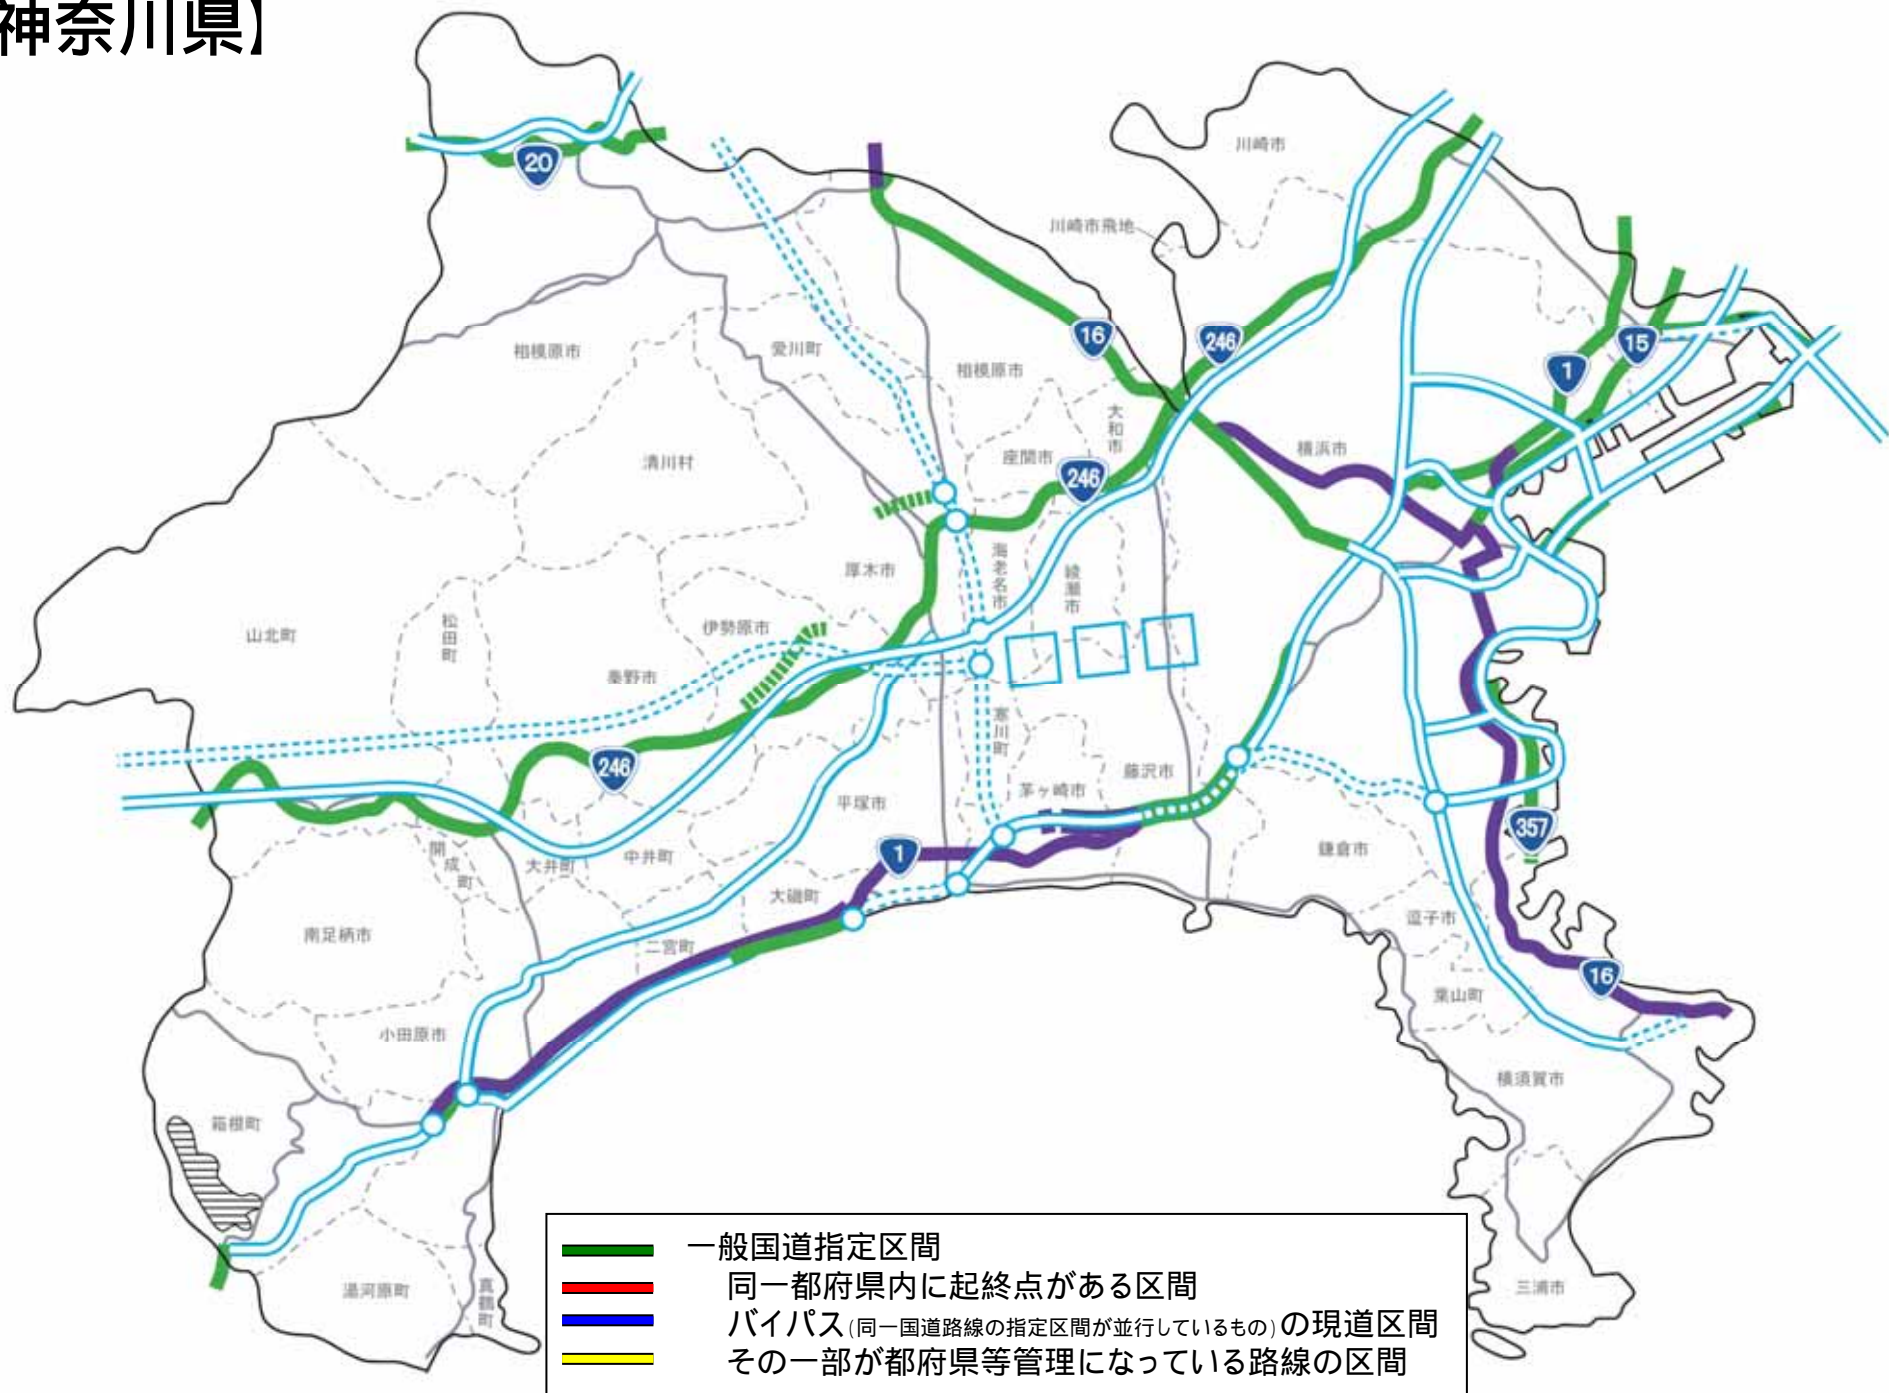 神奈川県】
20
川崎市
川崎市飛地
16
246
15
1
相模原市
愛川町
相模原市
大和市
横浜市
清川村
座間市
246
厚木市
海老名市
綾瀬市
山北町
松田町
伊勢原市
秦野市
寒川町
246
平塚市
茅ヶ崎市
藤沢市
357
開成町
大井町
中井町
1
鎌倉市
大磯町
逗子市
南足柄市
二宮町
16
葉山町
小田原市
横須賀市
箱根町
湯河原町
真鶴町
三浦市
一般国道指定区間
同一都府県内に起終点がある区間
バイパス(同一国道路線の指定区間が並行しているもの)の現道区間
その一部が都府県等管理になっている路線の区間